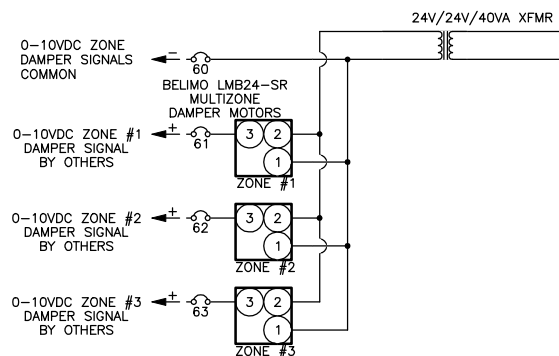 24V/24V/40VA XFMR
0-10VDC ZONE
DAMPER SIGNALS
COMMON
-
60
BELIMO LMB24-SR
MULTIZONE
DAMPER MOTORS
0-10VDC ZONE #1
DAMPER SIGNAL
BY OTHERS
+
61
3 2
1
ZONE #1
0-10VDC ZONE #2
DAMPER SIGNAL
BY OTHERS
+
62
3 2
1
ZONE #2
0-10VDC ZONE #3
DAMPER SIGNAL
BY OTHERS
+
63
3 2
1
ZONE #3